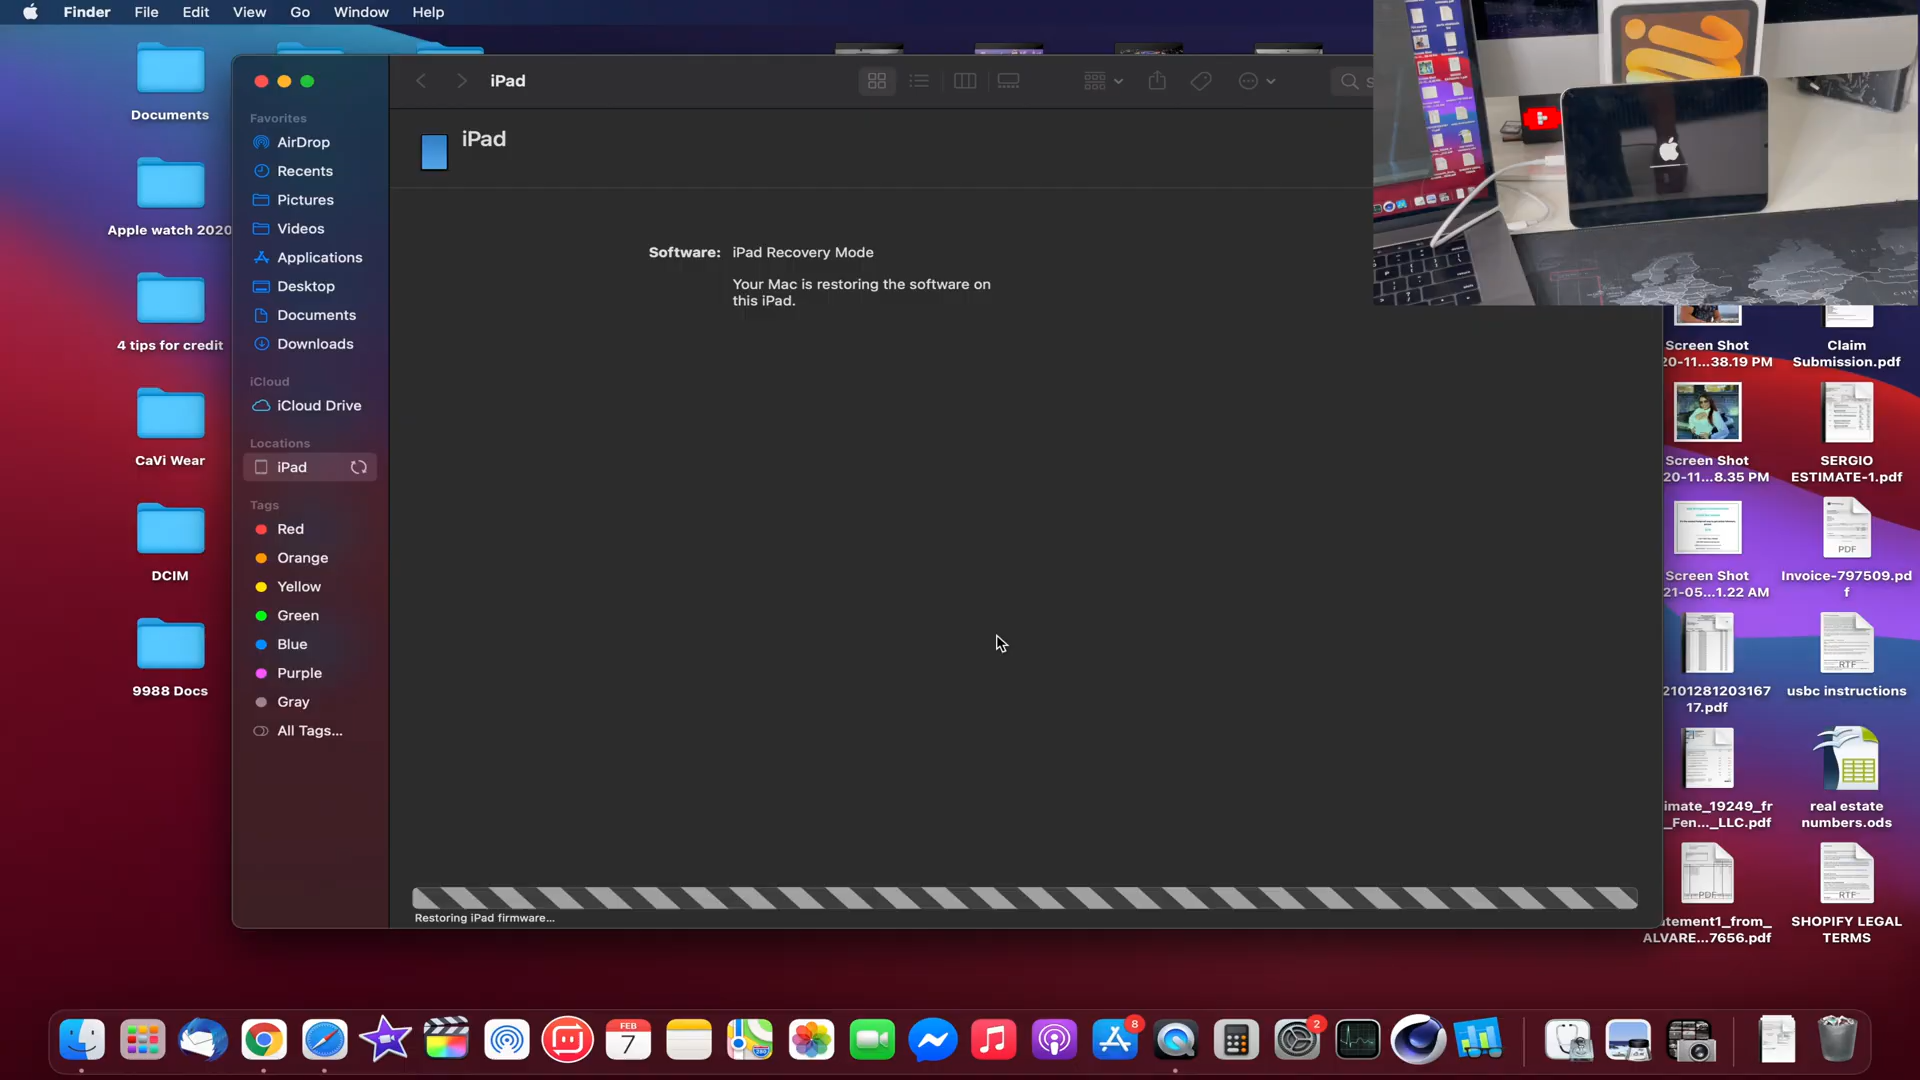 Finder File Edit View Go Window Help
iPad
Favorites
AirDrop
Recents
Pictures
Videos
Applications
Desktop
Documents
Downloads
iCloud
iCloud Drive
Locations
iPad
Tags
Red
Orange
Yellow
Green
Blue
Purple
Gray
All Tags...
iPad
Software: iPad Recovery Mode
Your Mac is restoring the software on
this iPad.
Restoring iPad firmware...
Documents
Apple watch 2020
4 tips for credit
CaVi Wear
DCIM
9988 Docs
Screen Shot
20-11...38.19 PM
Claim
Submission.pdf
Screen Shot
20-11...8.35 PM
SERGIO
ESTIMATE-1.pdf
Screen Shot
21-05...1.22 AM
PDF
Invoice-797509.pd
f
2101281203167
17.pdf
RTF
usbc instructions
imate_19249_fr
_Fen..._LLC.pdf
real estate
numbers.ods
PDF
tement1_from_
ALVARE...7656.pdf
RTF
SHOPIFY LEGAL
TERMS
FEB
7
8
2